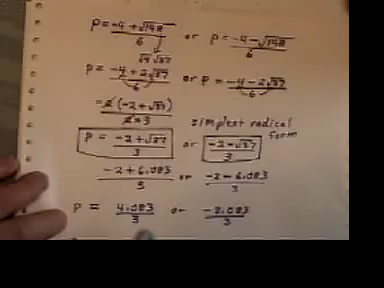 p = (-4 + √148)/6 or p = (-4 - √148)/6
√4 √37
p = (-4 + 2√37)/6 or p = (-4 - 2√37)/6
= 2(-2 + √37)/(2*3)
simplest radical form
p = (-2 + √37)/3 or (-2 - √37)/3
(-2 + 6.083)/3 or (-2 - 6.083)/3
p = 4.083/3 or -8.083/3